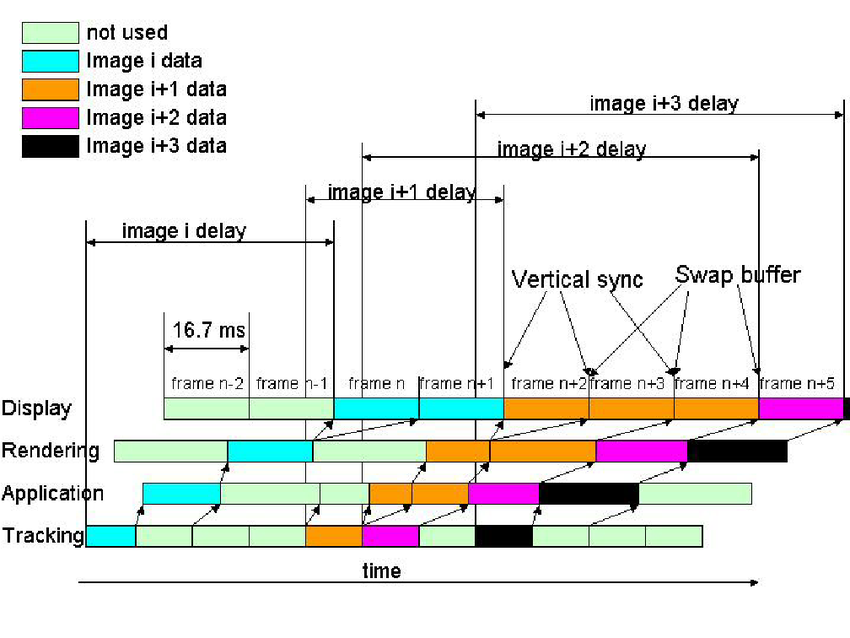 not used
Image i data
Image i+1 data
Image i+2 data
Image i+3 data
image i+3 delay
image i+2 delay
image i+1 delay
image i delay
Vertical sync
Swap buffer
16.7 ms
frame n-2
frame n-1
frame n
frame n+1
frame n+2
frame n+3
frame n+4
frame n+5
Display
Rendering
Application
Tracking
time